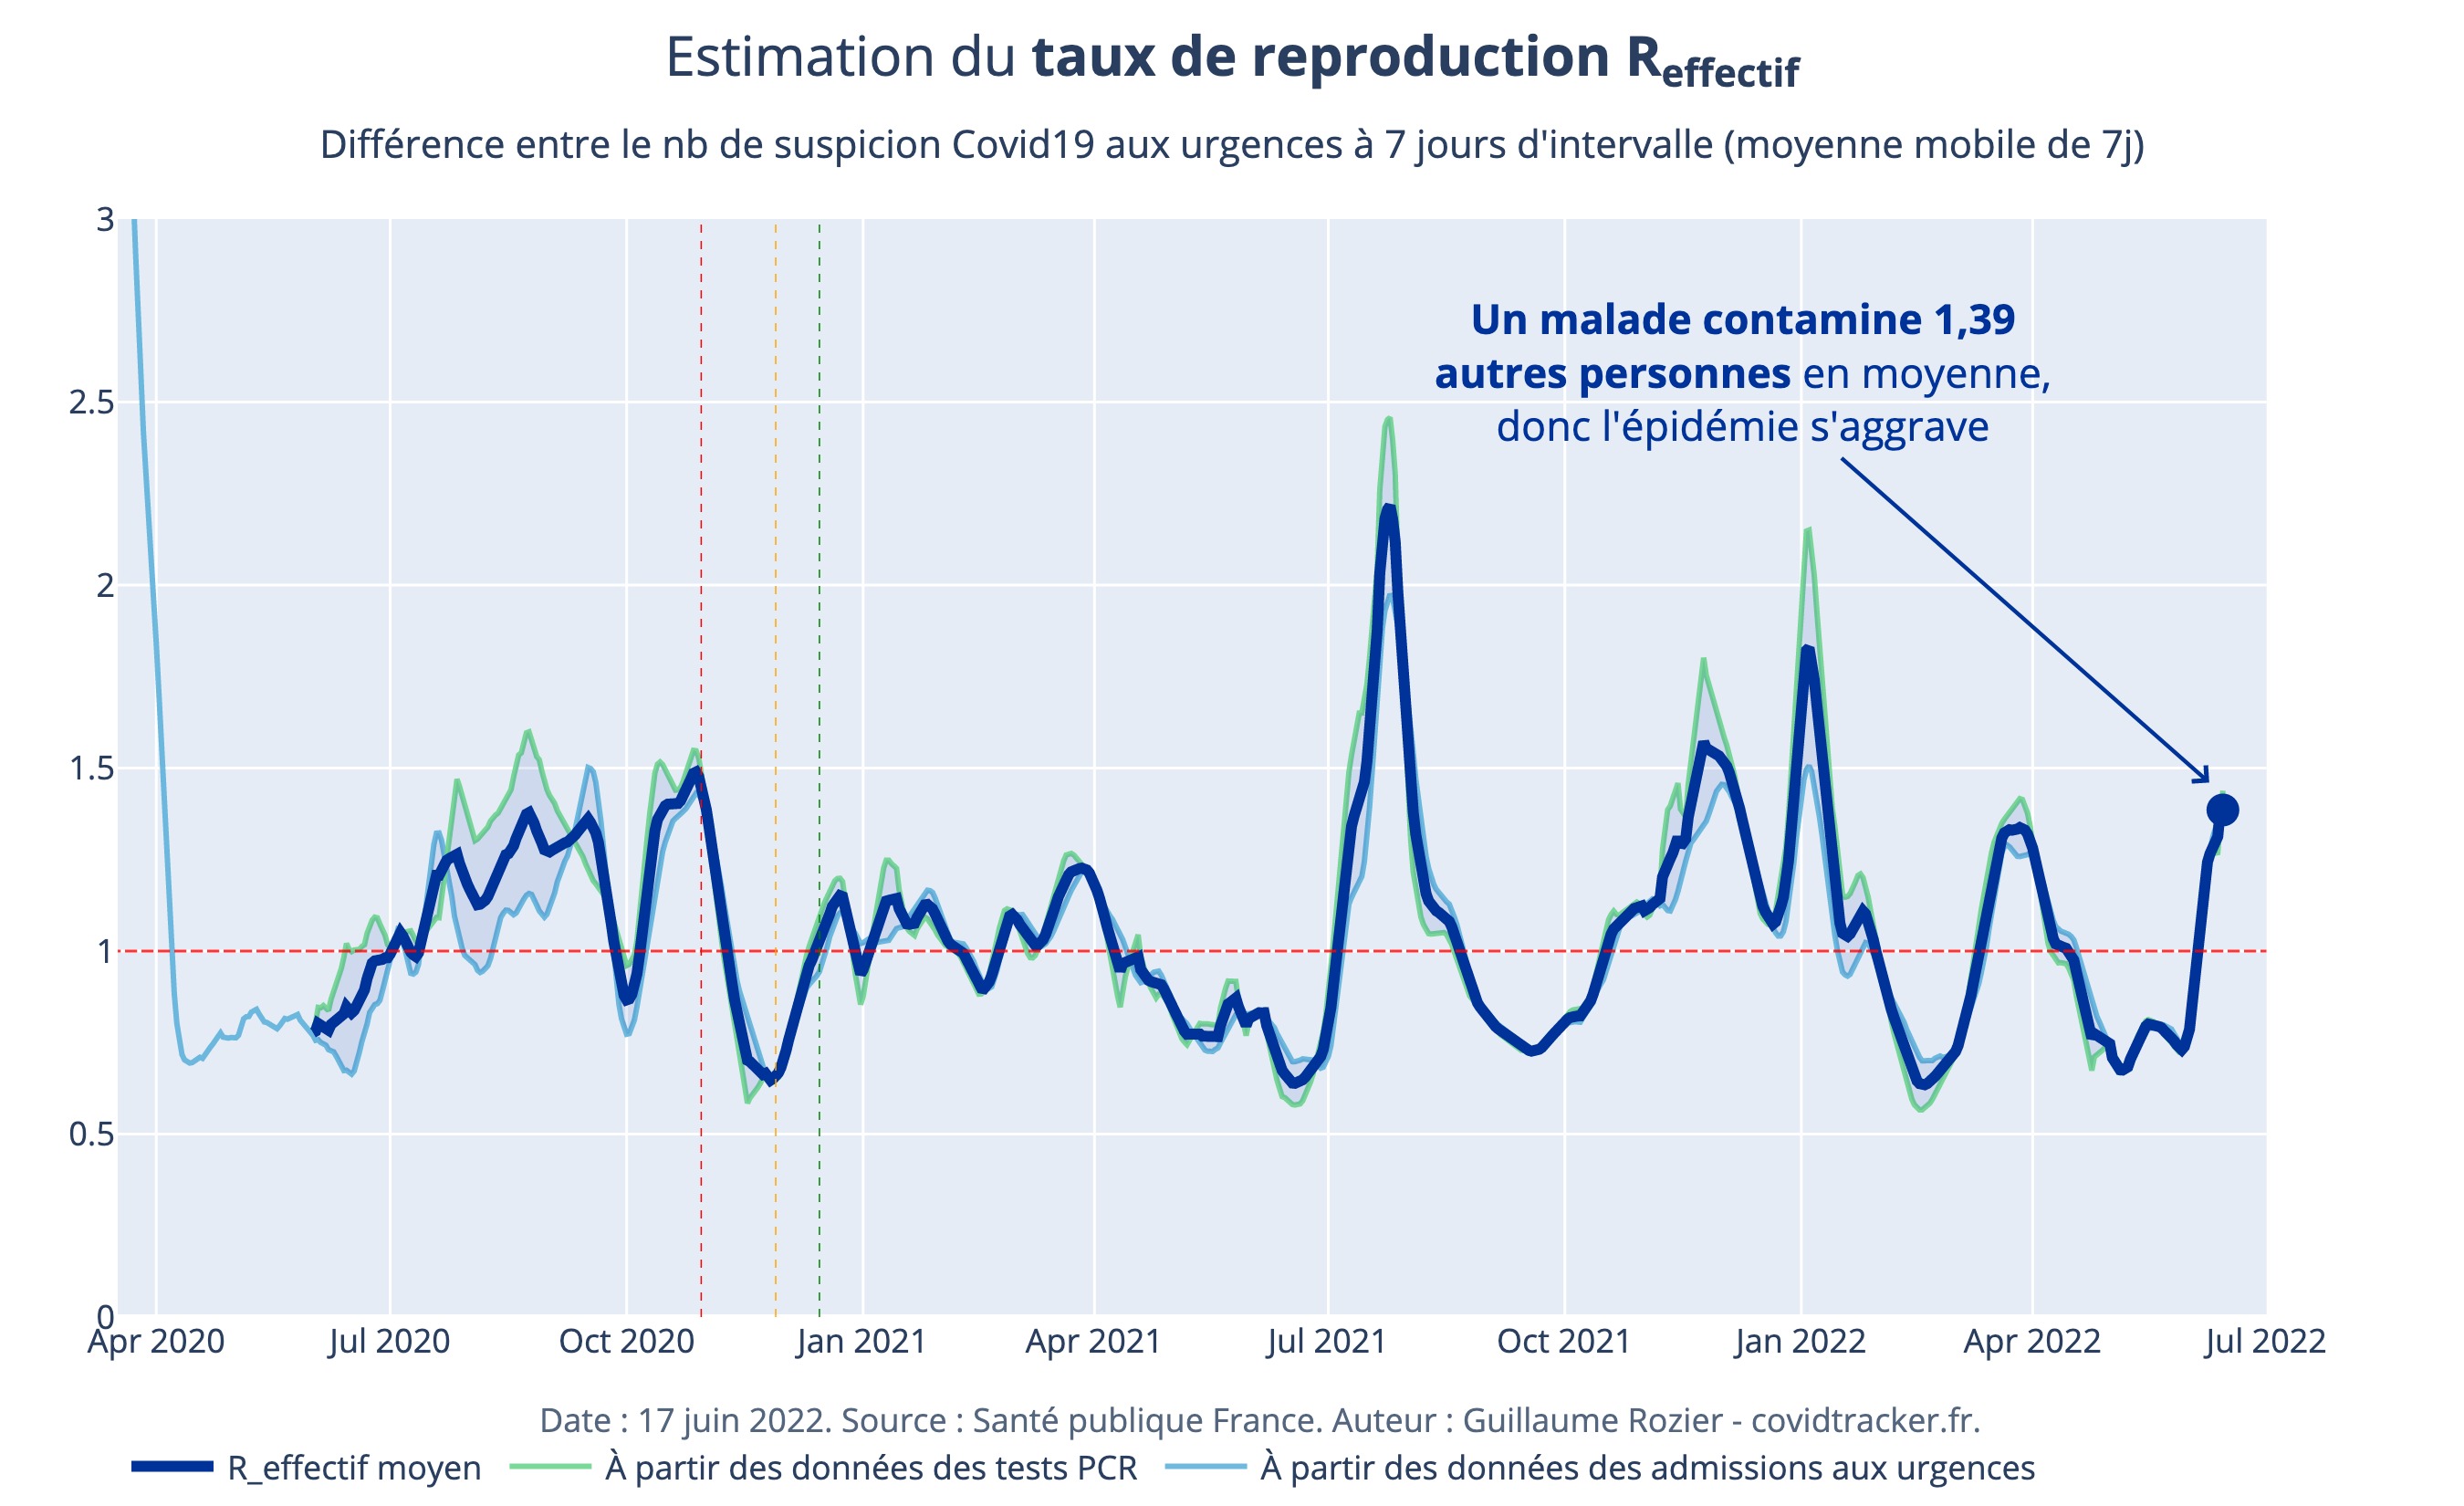 Estimation du taux de reproduction Reffectif
Différence entre le nb de suspicion Covid19 aux urgences à 7 jours d'intervalle (moyenne mobile de 7j)
3
2.5
2
1.5
1
0.5
0
Un malade contamine 1,39
autres personnes en moyenne,
donc l'épidémie s'aggrave
Apr 2020 Jul 2020 Oct 2020 Jan 2021 Apr 2021 Jul 2021 Oct 2021 Jan 2022 Apr 2022 Jul 2022
Date : 17 juin 2022. Source : Santé publique France. Auteur : Guillaume Rozier - covidtracker.fr.
R_effectif moyen À partir des données des tests PCR À partir des données des admissions aux urgences